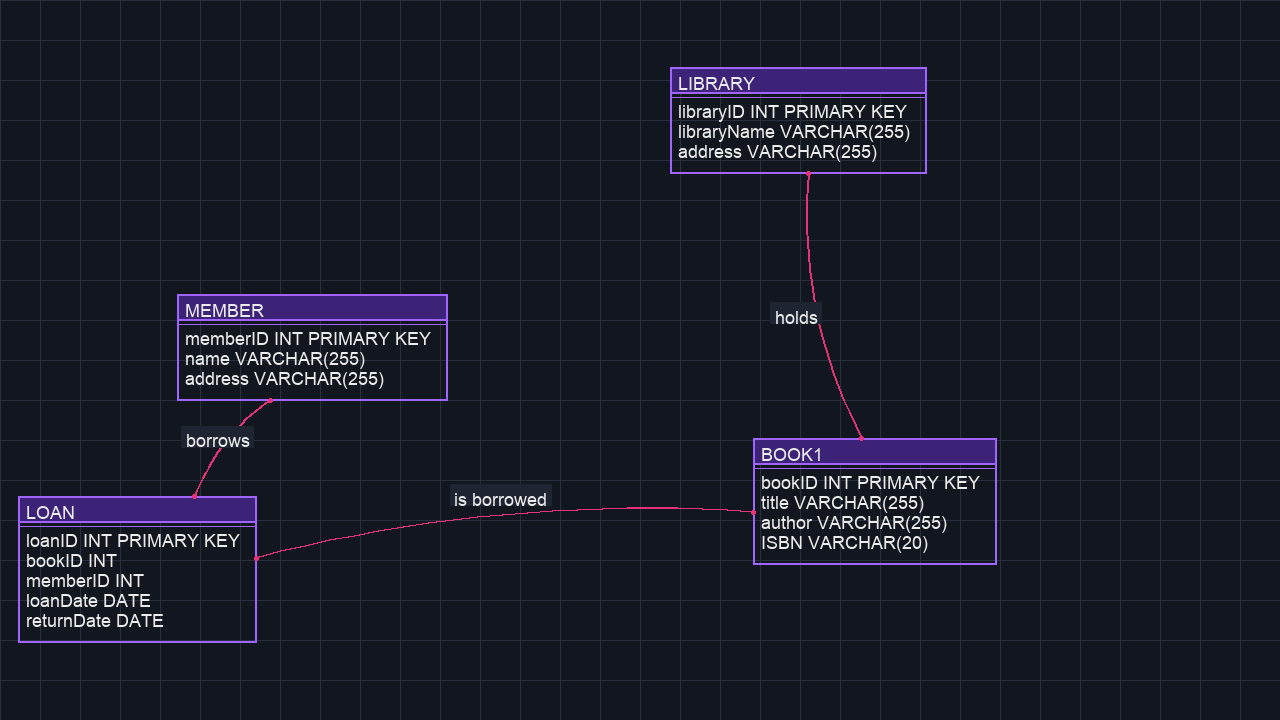 LIBRARY
libraryID INT PRIMARY KEY
libraryName VARCHAR(255)
address VARCHAR(255)
holds
MEMBER
memberID INT PRIMARY KEY
name VARCHAR(255)
address VARCHAR(255)
borrows
BOOK1
bookID INT PRIMARY KEY
title VARCHAR(255)
author VARCHAR(255)
ISBN VARCHAR(20)
is borrowed
LOAN
loanID INT PRIMARY KEY
bookID INT
memberID INT
loanDate DATE
returnDate DATE